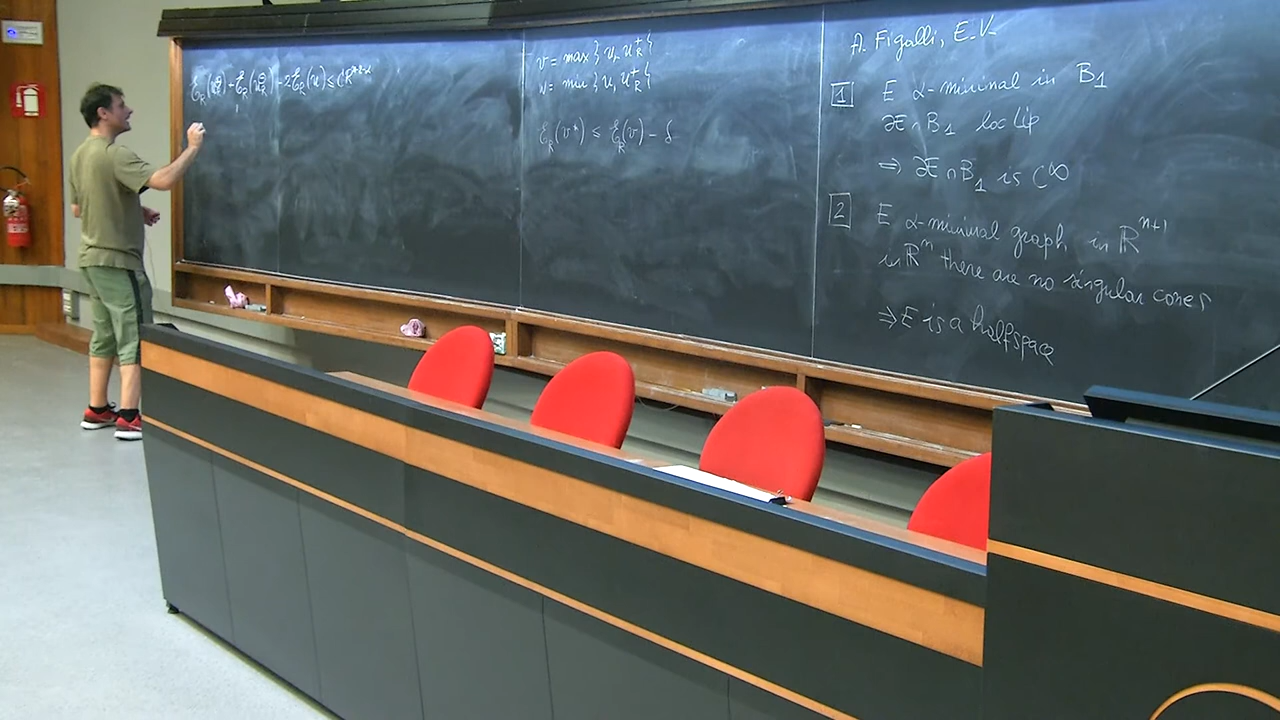 v = max { u, u_R^+ }
w = min { u, u_R^+ }
ℰ_R(v*) ≤ ℰ_R(v) - δ
A. Figalli, E.V.
1 E α-minimal in B_1
∂E ∩ B_1 loc Lip
⇒ ∂E ∩ B_1 is C^∞
2 E α-minimal graph in ℝ^{n+1}
in ℝ^n there are no singular cones
⇒ E is a halfspace